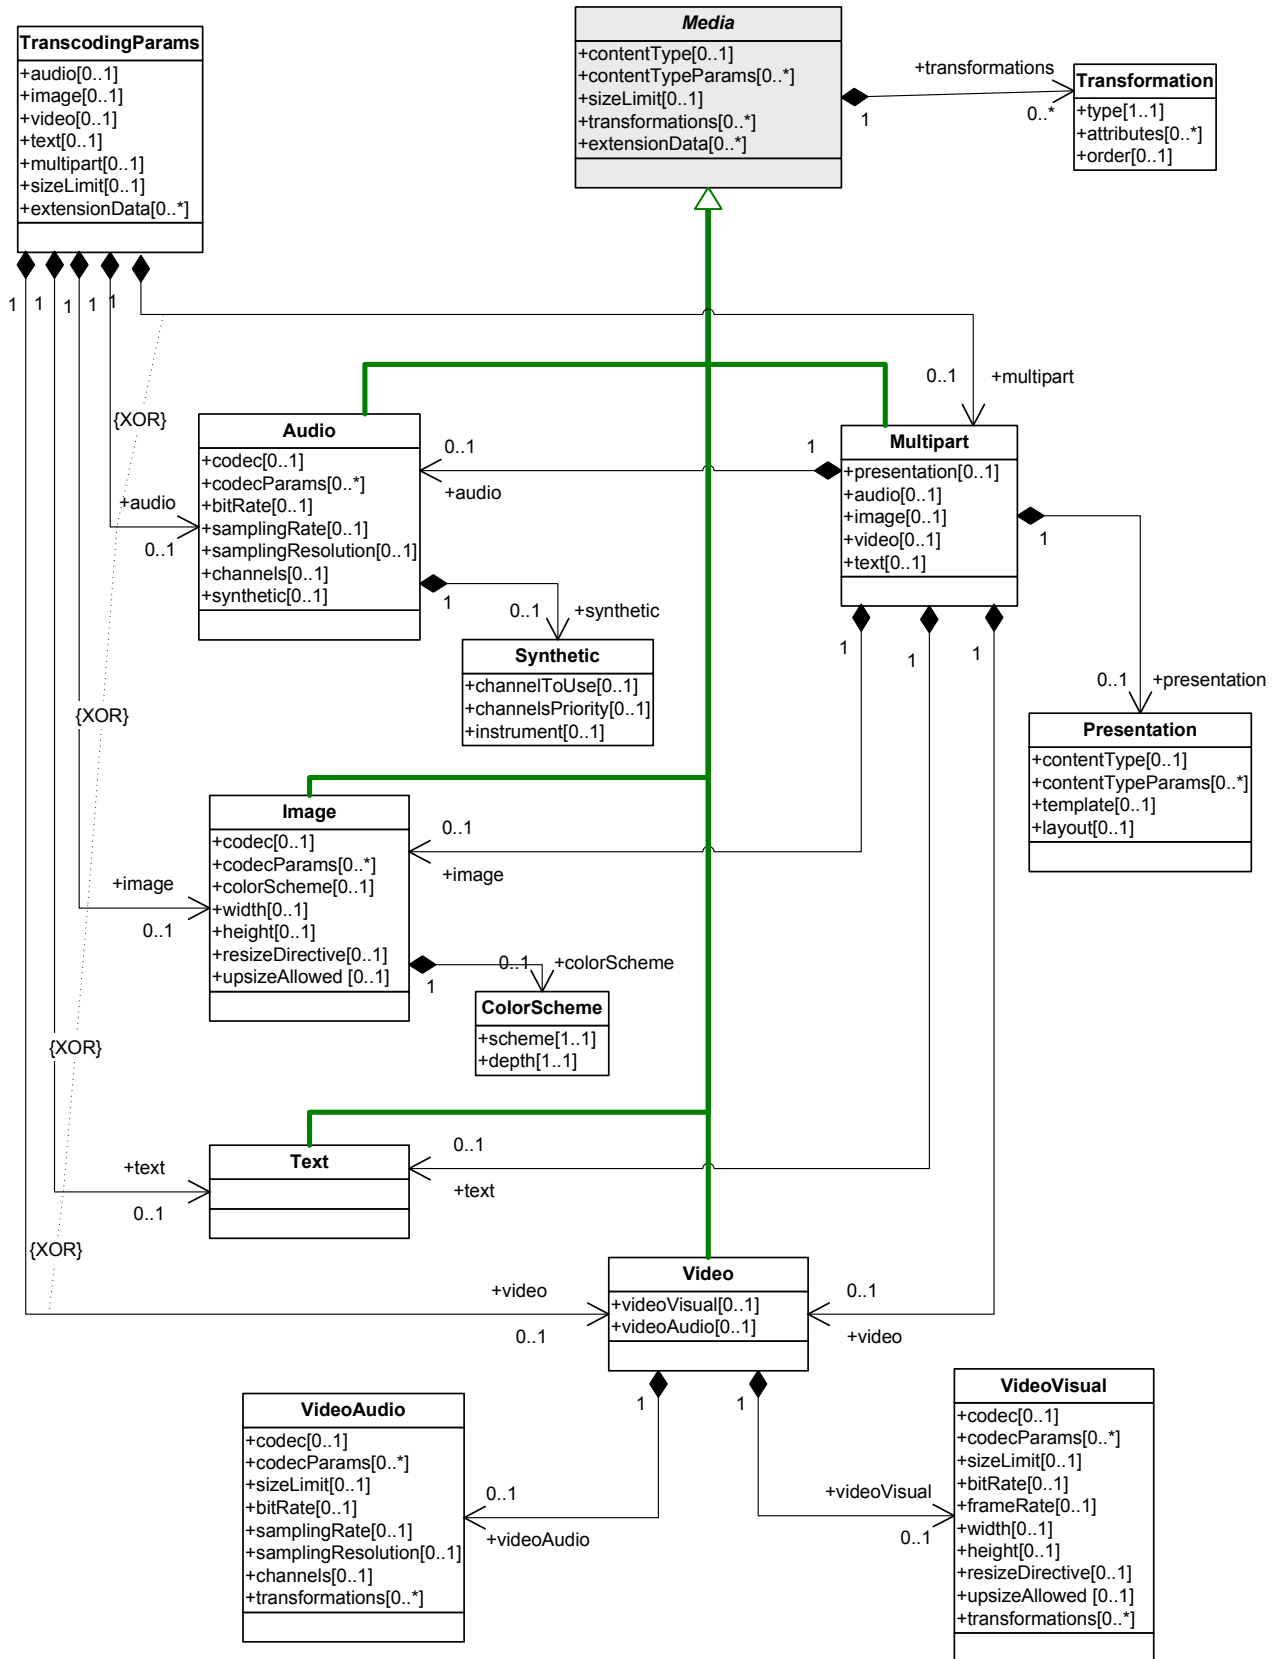 TranscodingParams
+audio[0..1]
+image[0..1]
+video[0..1]
+text[0..1]
+multipart[0..1]
+sizeLimit[0..1]
+extensionData[0..*]
Media
+contentType[0..1]
+contentTypeParams[0..*]
+sizeLimit[0..1]
+transformations[0..*]
+extensionData[0..*]
1
+transformations
0..*
Transformation
+type[1..1]
+attributes[0..*]
+order[0..1]
1
1
1
1
1
{XOR}
{XOR}
{XOR}
{XOR}
0..1
+multipart
+audio
0..1
Audio
+codec[0..1]
+codecParams[0..*]
+bitRate[0..1]
+samplingRate[0..1]
+samplingResolution[0..1]
+channels[0..1]
+synthetic[0..1]
0..1
+audio
1
Multipart
+presentation[0..1]
+audio[0..1]
+image[0..1]
+video[0..1]
+text[0..1]
1
1
0..1
+synthetic
Synthetic
+channelToUse[0..1]
+channelsPriority[0..1]
+instrument[0..1]
1
1
1
0..1
+presentation
Presentation
+contentType[0..1]
+contentTypeParams[0..*]
+template[0..1]
+layout[0..1]
+image
0..1
Image
+codec[0..1]
+codecParams[0..*]
+colorScheme[0..1]
+width[0..1]
+height[0..1]
+resizeDirective[0..1]
+upsizeAllowed [0..1]
0..1
+image
1
0..1
+colorScheme
ColorScheme
+scheme[1..1]
+depth[1..1]
+text
0..1
Text
0..1
+text
+video
0..1
Video
+videoVisual[0..1]
+videoAudio[0..1]
0..1
+video
1
1
VideoAudio
+codec[0..1]
+codecParams[0..*]
+sizeLimit[0..1]
+bitRate[0..1]
+samplingRate[0..1]
+samplingResolution[0..1]
+channels[0..1]
+transformations[0..*]
0..1
+videoAudio
+videoVisual
0..1
VideoVisual
+codec[0..1]
+codecParams[0..*]
+sizeLimit[0..1]
+bitRate[0..1]
+frameRate[0..1]
+width[0..1]
+height[0..1]
+resizeDirective[0..1]
+upsizeAllowed [0..1]
+transformations[0..*]